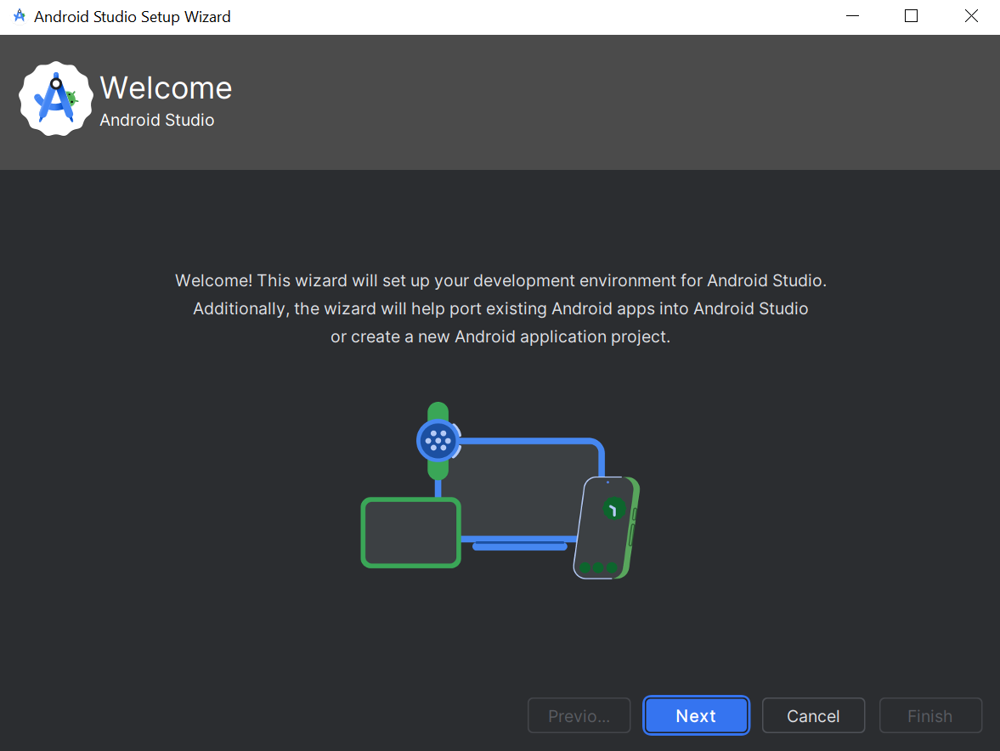 Android Studio Setup Wizard
Welcome
Android Studio
Welcome! This wizard will set up your development environment for Android Studio.
Additionally, the wizard will help port existing Android apps into Android Studio
or create a new Android application project.
Previo... Next Cancel Finish